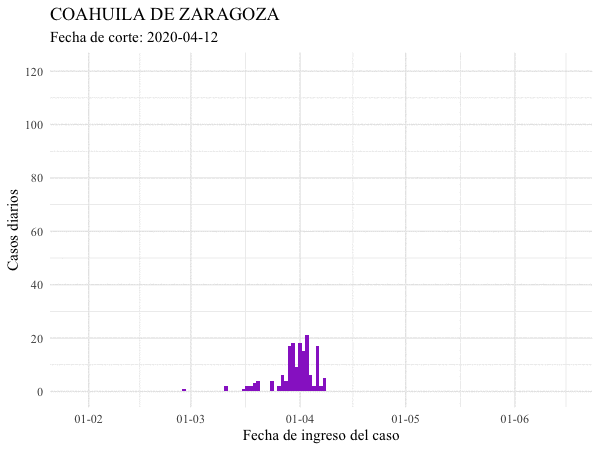 COAHUILA DE ZARAGOZA
Fecha de corte: 2020-04-12
Casos diarios
120
100
80
60
40
20
0
01-02 01-03 01-04 01-05 01-06
Fecha de ingreso del caso